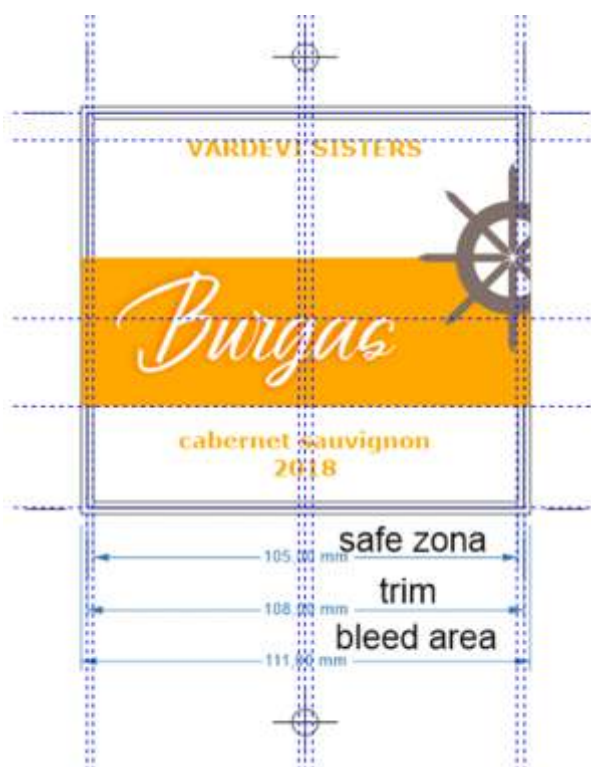 VARDEVI SISTERS
Burgas
cabernet sauvignon
2018
safe zona
105,00 mm
trim
108,00 mm
bleed area
111,00 mm